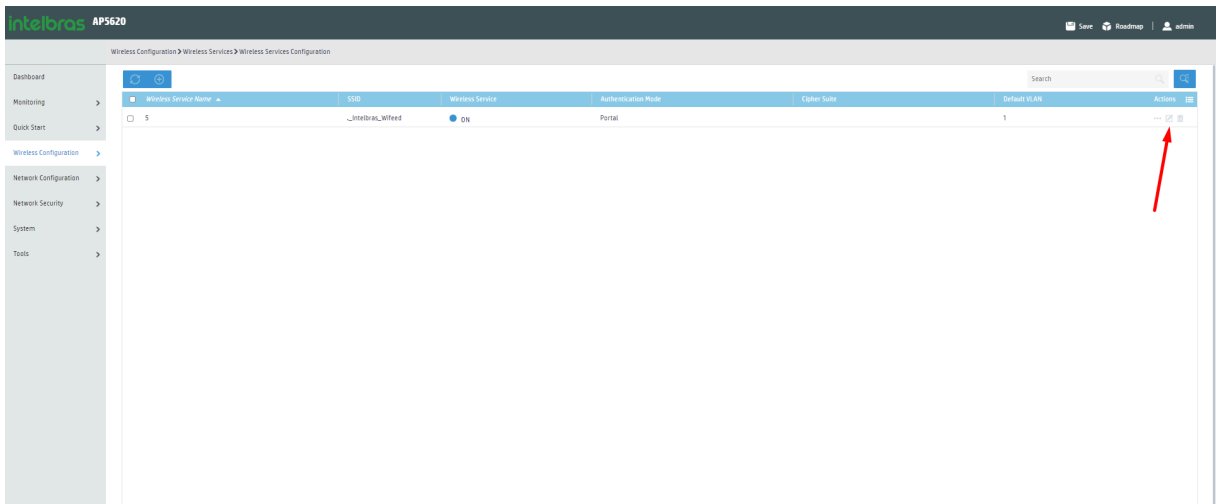 intelbras AP5620 Save Roadmap | admin
Wireless Configuration > Wireless Services > Wireless Services Configuration
Dashboard
Monitoring
Quick Start
Wireless Configuration
Network Configuration
Network Security
System
Tools
Search
Wireless Service Name SSID Wireless Service Authentication Mode Cipher Suite Default VLAN Actions
5 ._Intelbras_Wifeed ON Portal 1